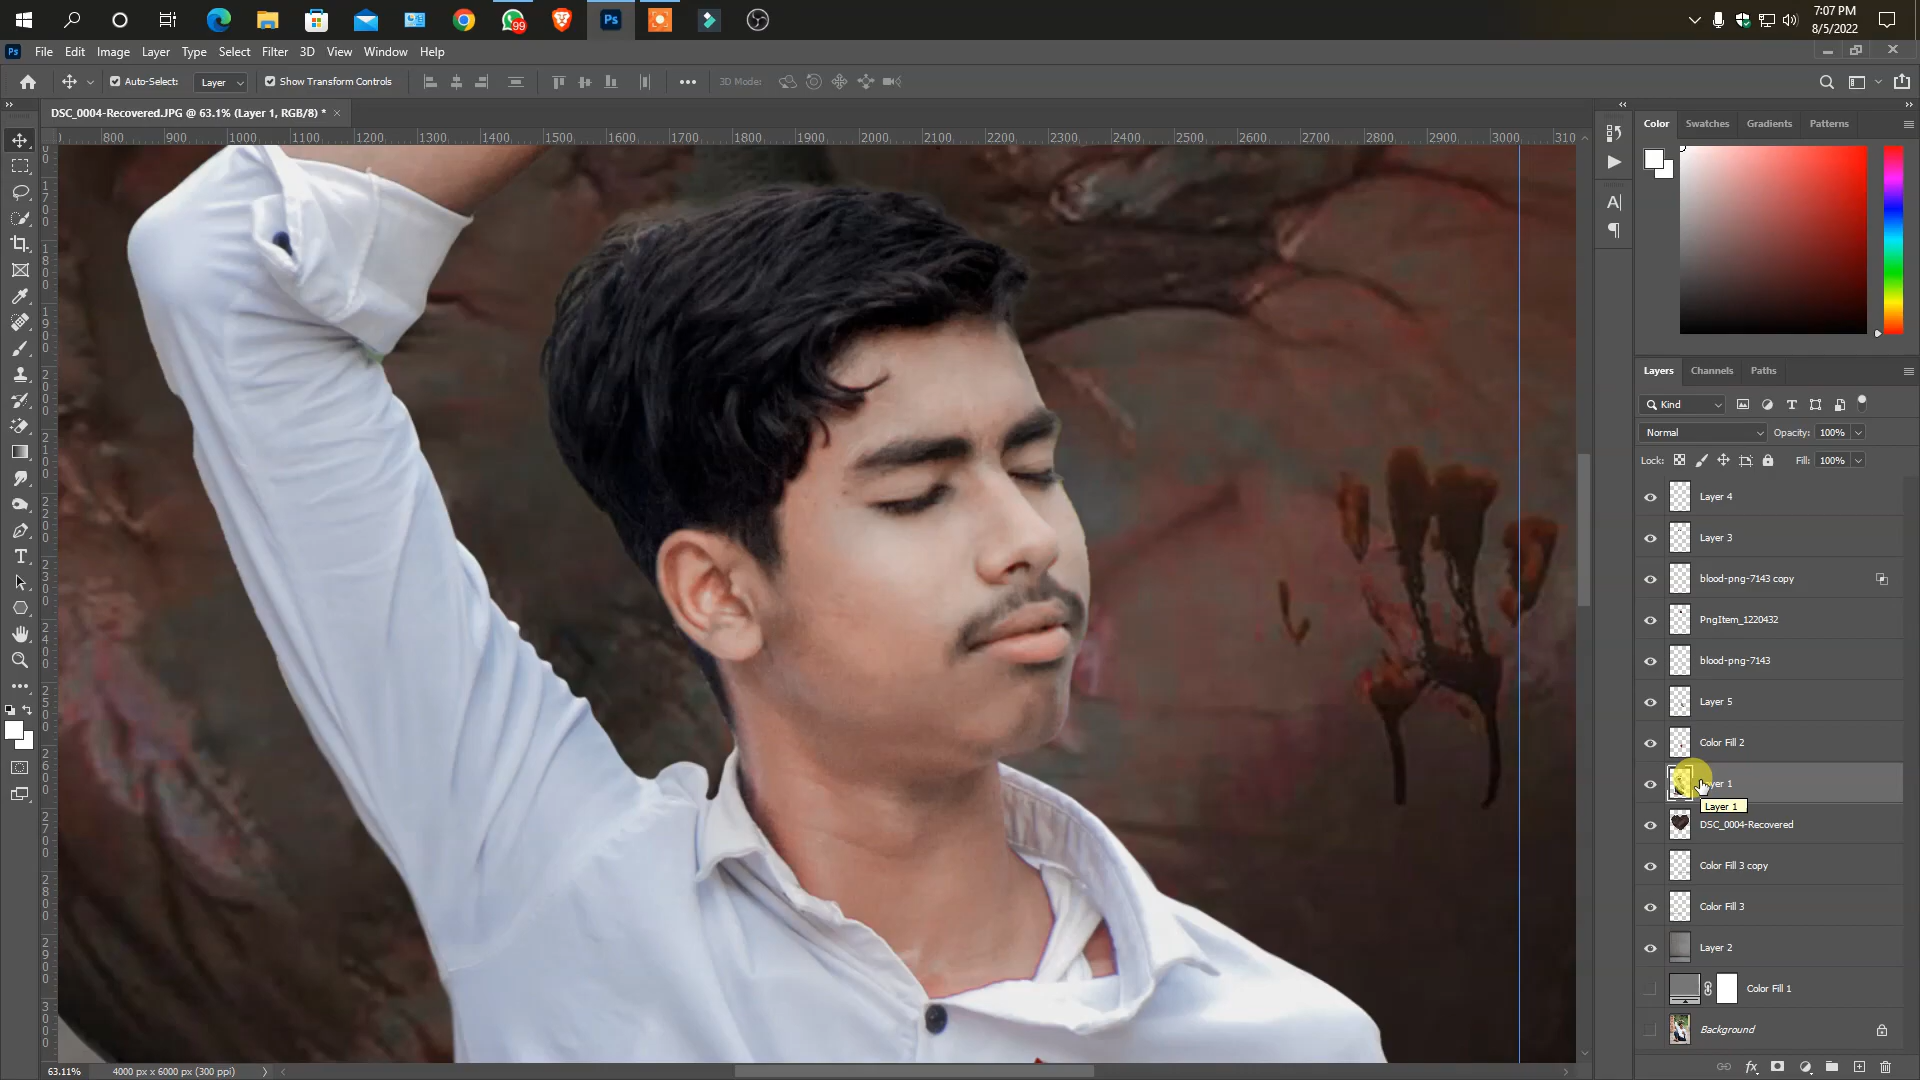 99
7:07 PM
8/5/2022
Ps
File Edit Image Layer Type Select Filter 3D View Window Help
Auto-Select: Layer Show Transform Controls 3D Mode:
DSC_0004-Recovered.JPG @ 63.1% (Layer 1, RGB/8) * ×
800 900 1000 1100 1200 1300 1400 1500 1600 1700 1800 1900 2000 2100 2200 2300 2400 2500 2600 2700 2800 2900 3000 3100
Color Swatches Gradients Patterns
Layers Channels Paths
Kind
Normal Opacity: 100%
Lock: Fill: 100%
Layer 4
Layer 3
blood-png-7143 copy
PngItem_1220432
blood-png-7143
Layer 5
Color Fill 2
Layer 1
Layer 1
DSC_0004-Recovered
Color Fill 3 copy
Color Fill 3
Layer 2
Color Fill 1
Background
63.11% 4000 px x 6000 px (300 ppi)